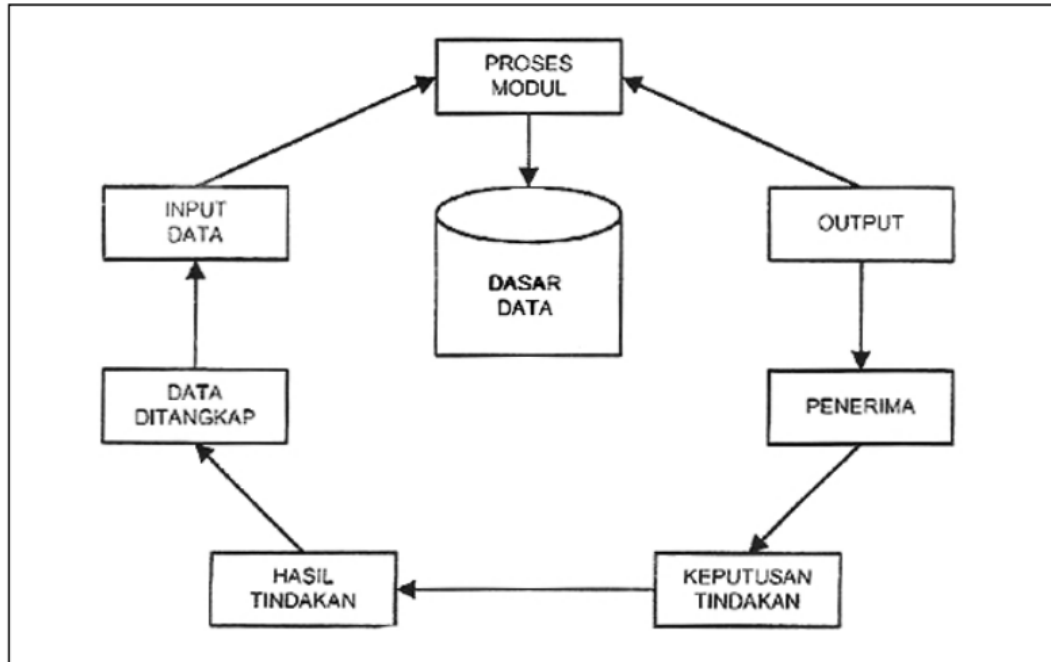 PROSES
MODUL
INPUT
DATA
OUTPUT
DASAR
DATA
DATA
DITANGKAP
PENERIMA
HASIL
TINDAKAN
KEPUTUSAN
TINDAKAN